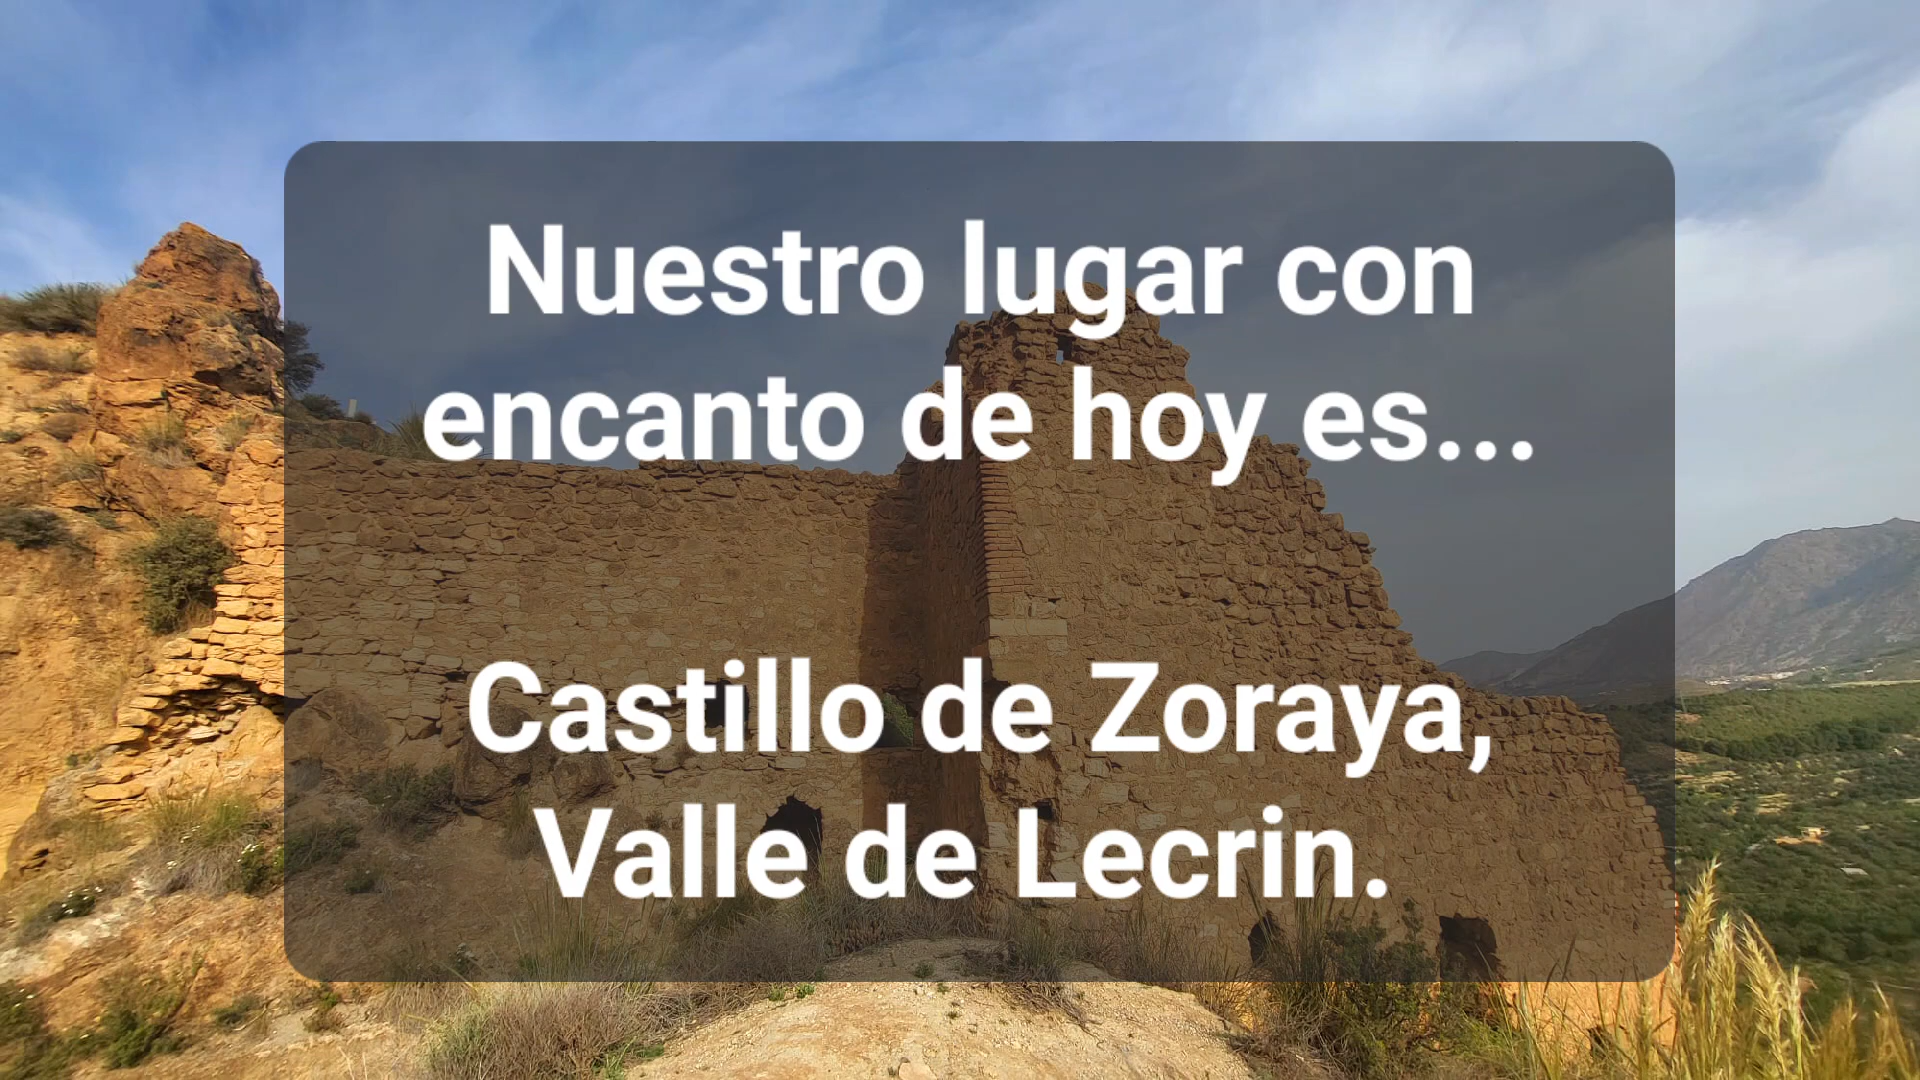 Nuestro lugar con
encanto de hoy es...
Castillo de Zoraya,
Valle de Lecrin.